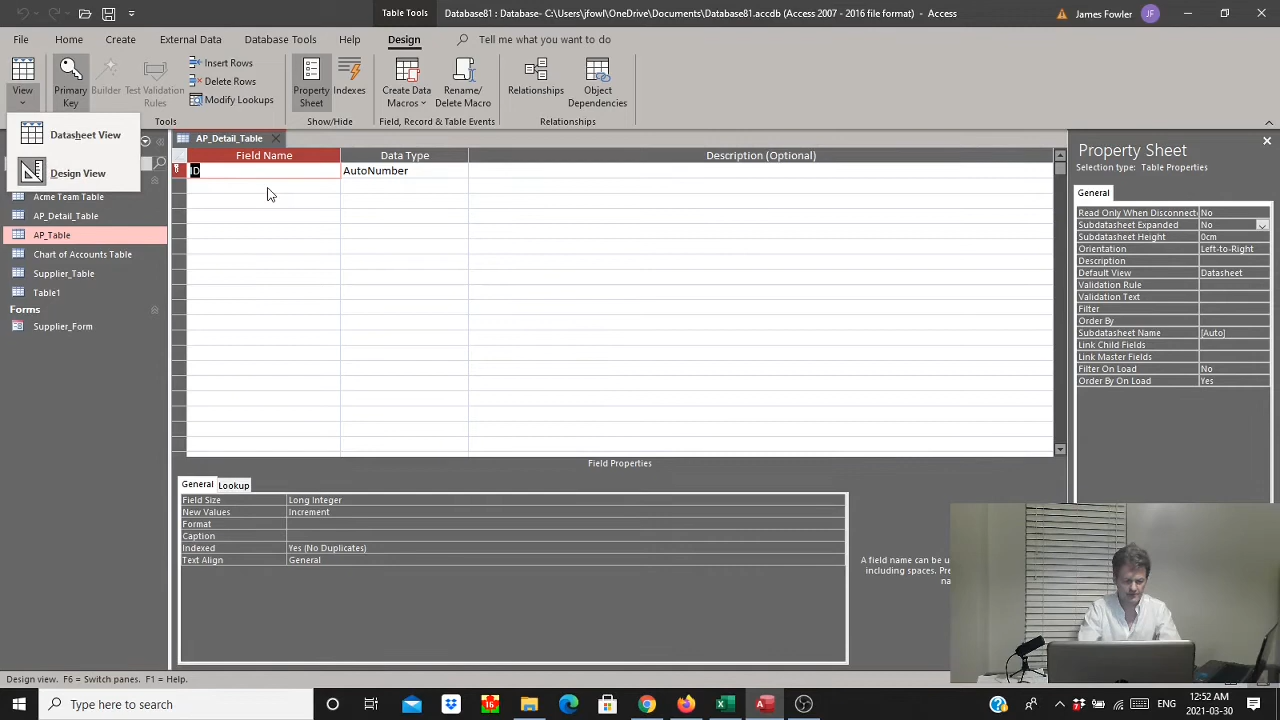 Table Tools
Database81 : Database- C:\Users\jfowl\OneDrive\Documents\Database81.accdb (Access 2007 - 2016 file format) - Access
James Fowler
JF
File
Home
Create
External Data
Database Tools
Help
Design
Tell me what you want to do
View
Primary Key
Builder
Test Validation Rules
Insert Rows
Delete Rows
Modify Lookups
Property Sheet
Indexes
Create Data Macros
Rename/Delete Macro
Relationships
Object Dependencies
Tools
Show/Hide
Field, Record & Table Events
Relationships
Datasheet View
Design View
Acme Team Table
AP_Detail_Table
AP_Table
Chart of Accounts Table
Supplier_Table
Table1
Forms
Supplier_Form
AP_Detail_Table
Field Name
Data Type
Description (Optional)
ID
AutoNumber
Field Properties
General
Lookup
Field Size Long Integer
New Values Increment
Format
Caption
Indexed Yes (No Duplicates)
Text Align General
A field name can be u
including spaces. Pre
na
Property Sheet
Selection type: Table Properties
General
Read Only When Disconnect No
Subdatasheet Expanded No
Subdatasheet Height 0cm
Orientation Left-to-Right
Description
Default View Datasheet
Validation Rule
Validation Text
Filter
Order By
Subdatasheet Name [Auto]
Link Child Fields
Link Master Fields
Filter On Load No
Order By On Load Yes
Design view. F6 = Switch panes. F1 = Help.
Type here to search
16
ENG
12:52 AM
2021-03-30